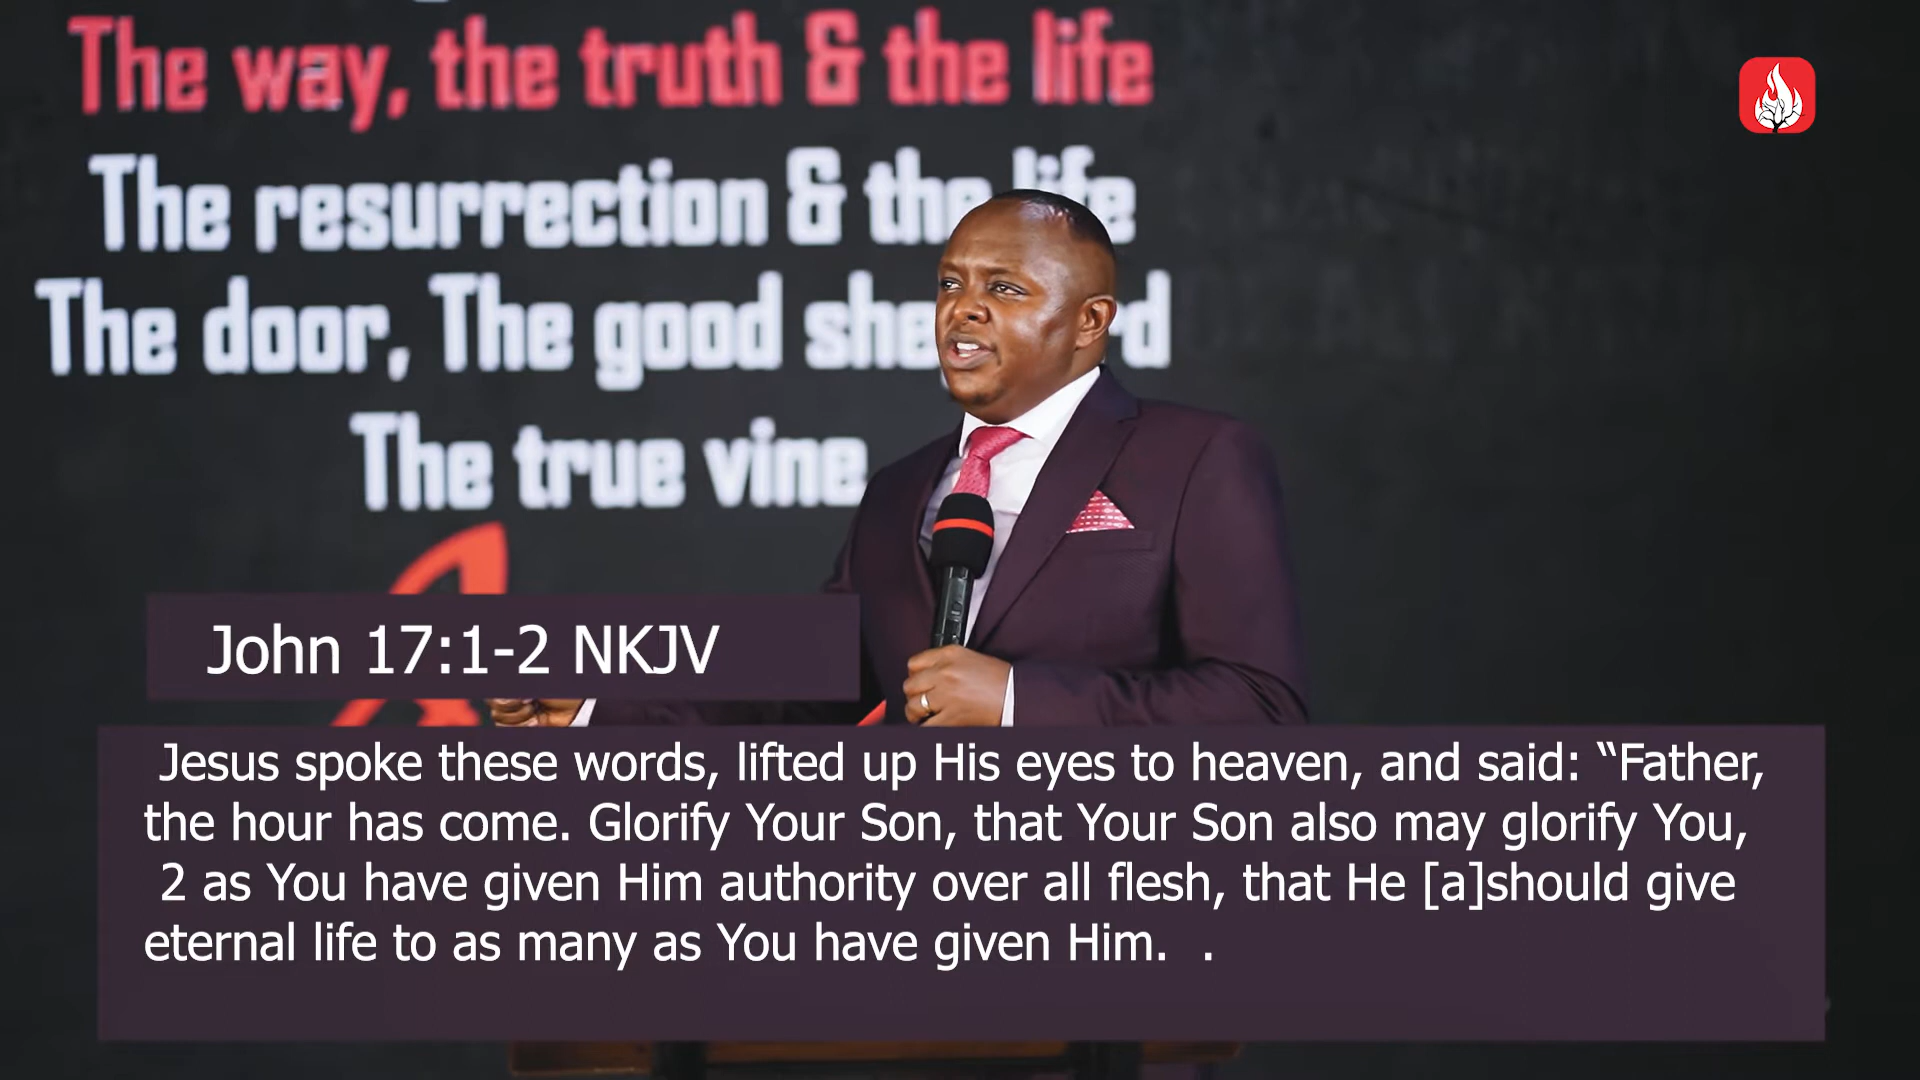 The way, the truth & the life
The resurrection & the life
The door, The good she rd
The true vine
John 17:1-2 NKJV
Jesus spoke these words, lifted up His eyes to heaven, and said: “Father,
the hour has come. Glorify Your Son, that Your Son also may glorify You,
2 as You have given Him authority over all flesh, that He [a]should give
eternal life to as many as You have given Him.  .